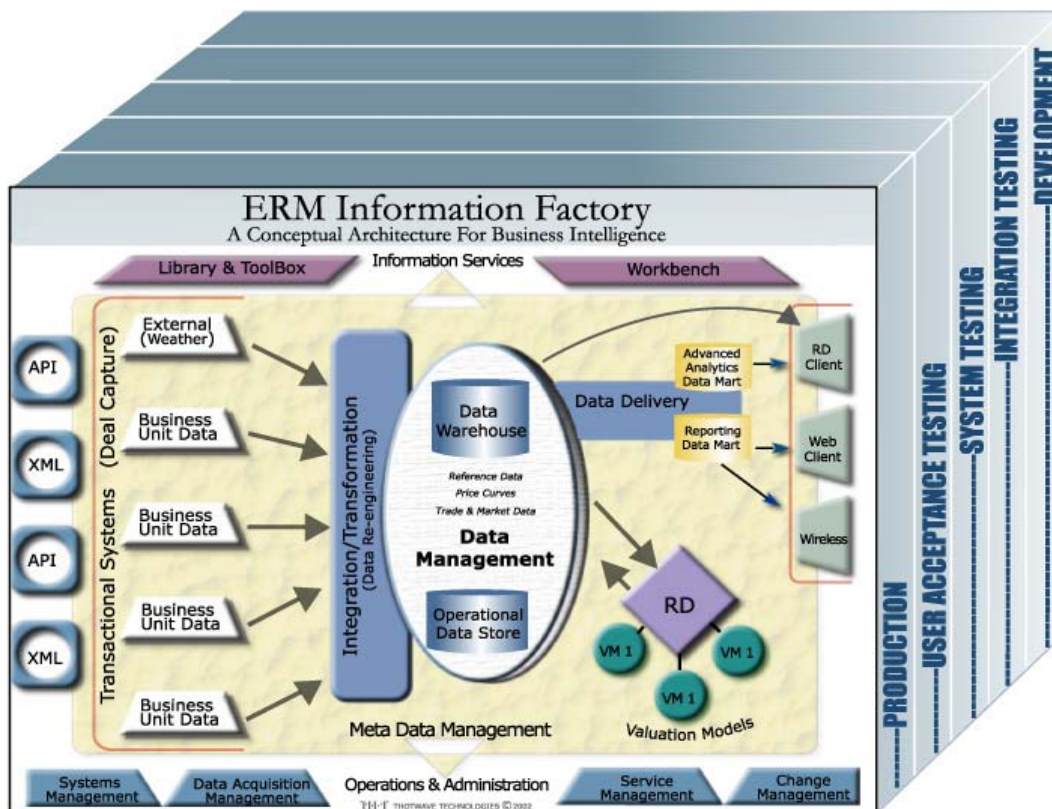 ERM Information Factory
A Conceptual Architecture For Business Intelligence
Library & ToolBox
Information Services
Workbench
API
XML
API
XML
Transactional Systems (Deal Capture)
External
(Weather)
Business
Unit Data
Business
Unit Data
Business
Unit Data
Business
Unit Data
Integration/Transformation
(Data Re-engineering)
Data
Warehouse
Reference Data
Price Curves
Trade & Market Data
Data
Management
Operational
Data Store
Data Delivery
Advanced
Analytics
Data Mart
Reporting
Data Mart
RD
Client
Web
Client
Wireless
RD
VM 1
VM 1
VM 1
Valuation Models
Meta Data Management
Systems
Management
Data Acquisition
Management
Operations & Administration
THOTWAVE TECHNOLOGIES © 2002
Service
Management
Change
Management
PRODUCTION
USER ACCEPTANCE TESTING
SYSTEM TESTING
INTEGRATION TESTING
DEVELOPMENT